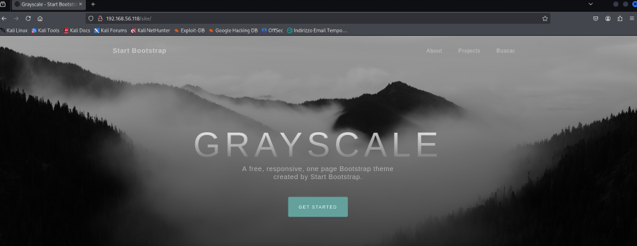 Grayscale - Start Bootst
192.168.56.118/site/
Kali Linux Kali Tools Kali Docs Kali Forums Kali NetHunter Exploit-DB Google Hacking DB OffSec Indirizzo Email Tempo...
Start Bootstrap
About Projects Buscar
GRAYSCALE
A free, responsive, one page Bootstrap theme
created by Start Bootstrap.
GET STARTED